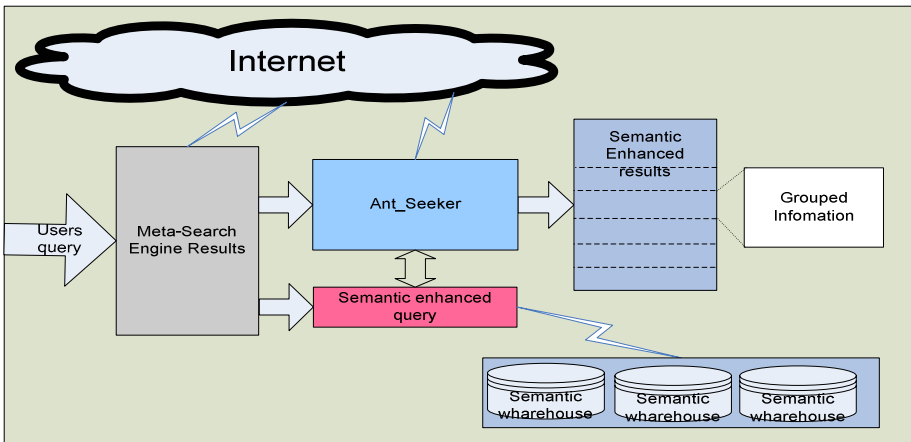 Internet
Users
query
Meta-Search
Engine Results
Ant_Seeker
Semantic enhanced
query
Semantic
Enhanced
results
Grouped
Infomation
Semantic
wharehouse
Semantic
wharehouse
Semantic
wharehouse